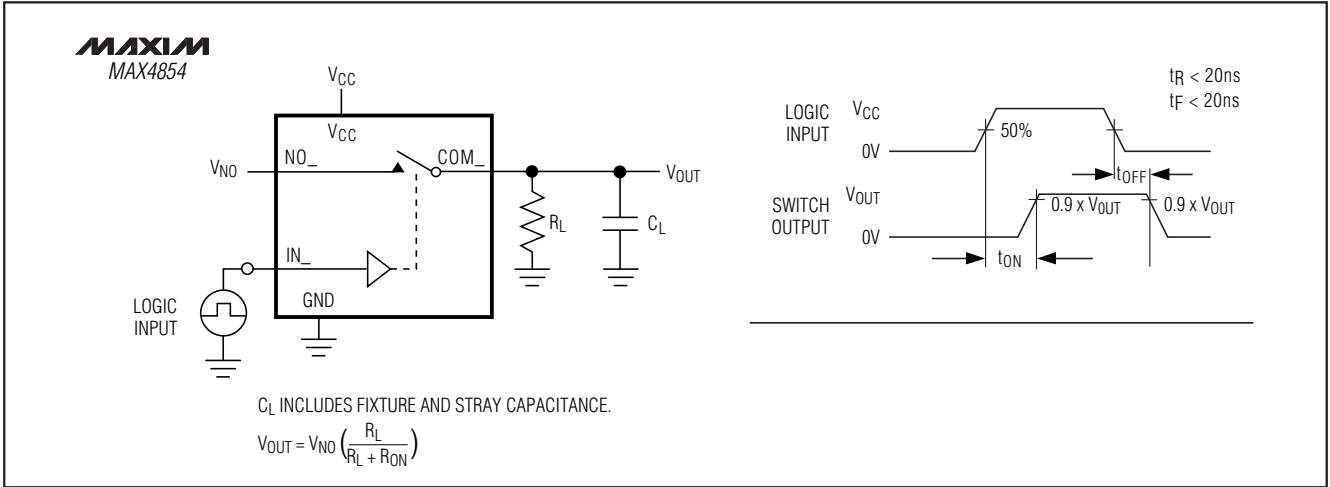 MAXIM
MAX4854
VCC
VCC
VNO
NO_
COM_
VOUT
RL
CL
IN_
GND
LOGIC
INPUT
CL INCLUDES FIXTURE AND STRAY CAPACITANCE.
VOUT = VNO (RL / RL + RON)
tR < 20ns
tF < 20ns
LOGIC
INPUT
VCC
0V
50%
tOFF
SWITCH
OUTPUT
VOUT
0V
0.9 x VOUT
0.9 x VOUT
tON